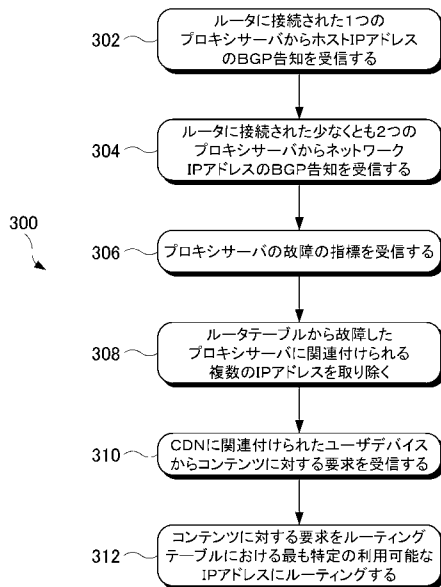 302
ルータに接続された1つの
プロキシサーバからホストIPアドレス
のBGP告知を受信する
304
ルータに接続された少なくとも2つの
プロキシサーバからネットワーク
IPアドレスのBGP告知を受信する
300
306
プロキシサーバの故障の指標を受信する
308
ルータテーブルから故障した
プロキシサーバに関連付けられる
複数のIPアドレスを取り除く
310
CDNに関連付けられたユーザデバイス
からコンテンツに対する要求を受信する
312
コンテンツに対する要求をルーティング
テーブルにおける最も特定の利用可能な
IPアドレスにルーティングする